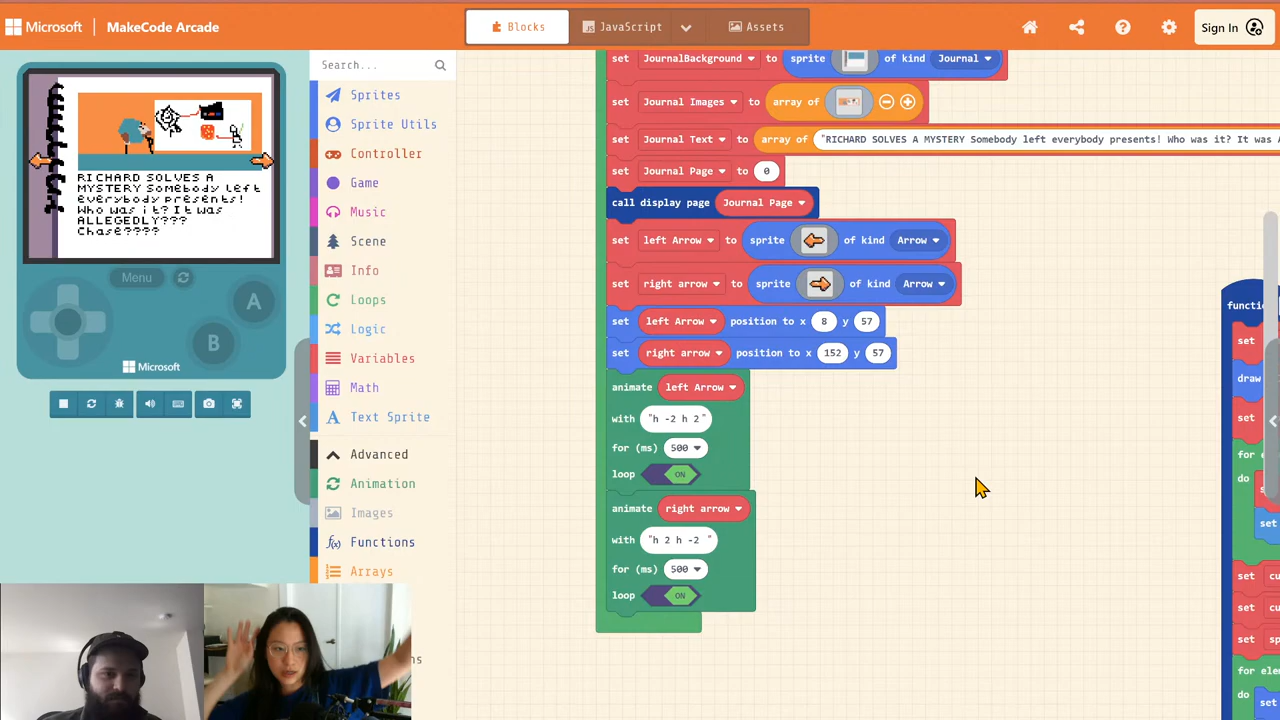 Microsoft
MakeCode Arcade
Blocks
JavaScript
Assets
Sign In
RICHARD SOLVES A
MYSTERY Somebody left
everybody presents!
Who was it? It was
ALLEGEDLY???
Chase????
Menu
A
B
Microsoft
Search...
Sprites
Sprite Utils
Controller
Game
Music
Scene
Info
Loops
Logic
Variables
Math
Text Sprite
Advanced
Animation
Images
Functions
Arrays
set JournalBackground to sprite of kind Journal
set Journal Images to array of
set Journal Text to array of "RICHARD SOLVES A MYSTERY Somebody left everybody presents! Who was it? It was A
set Journal Page to 0
call display page Journal Page
set left Arrow to sprite of kind Arrow
set right arrow to sprite of kind Arrow
set left Arrow position to x 8 y 57
set right arrow position to x 152 y 57
animate left Arrow
with "h -2 h 2"
for (ms) 500
loop ON
animate right arrow
with "h 2 h -2 "
for (ms) 500
loop ON
set
draw
set
for
do
set
set cu
set cu
set sp
for
do set